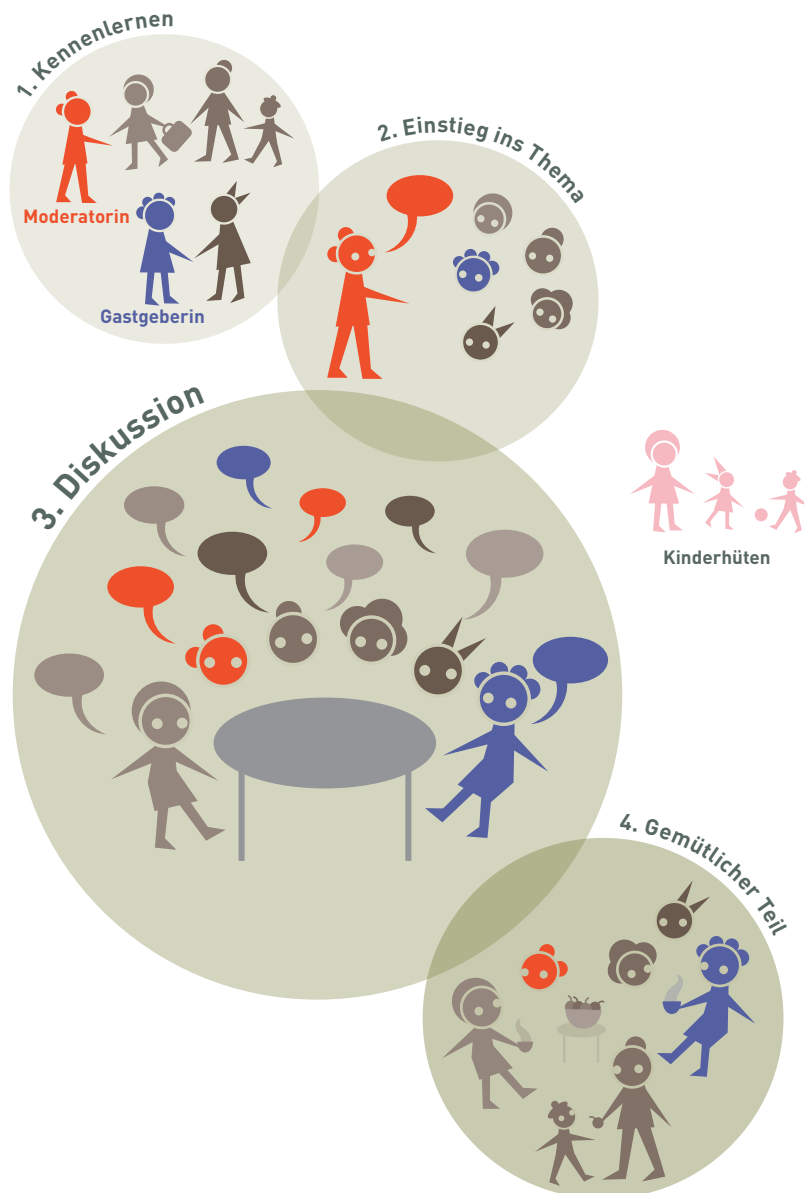 1. Kennenlernen
Moderatorin
Gastgeberin
2. Einstieg ins Thema
3. Diskussion
Kinderhüten
4. Gemütlicher Teil